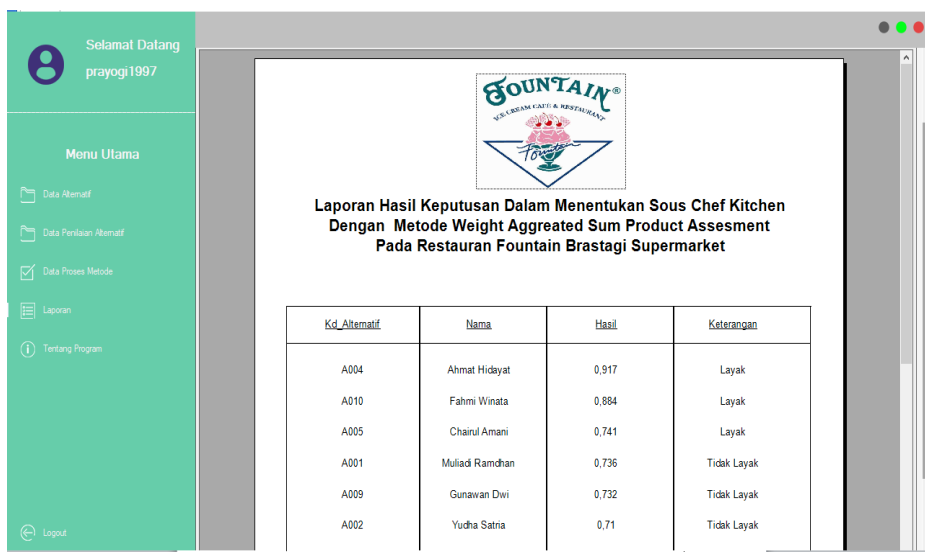 Selamat Datang
prayogi1997
Menu Utama
Data Alternatif
Data Penilaian Alternatif
Data Proses Metode
Laporan
Tentang Program
Logout
FOUNTAIN®
ICE CREAM CAFE & RESTAURANT
Fountain
Laporan Hasil Keputusan Dalam Menentukan Sous Chef Kitchen
Dengan Metode Weight Aggreated Sum Product Assesment
Pada Restauran Fountain Brastagi Supermarket
Kd_Alternatif Nama Hasil Keterangan
A004 Ahmat Hidayat 0,917 Layak
A010 Fahmi Winata 0,884 Layak
A005 Chairul Amani 0,741 Layak
A001 Muliadi Ramdhan 0,736 Tidak Layak
A009 Gunawan Dwi 0,732 Tidak Layak
A002 Yudha Satria 0,71 Tidak Layak